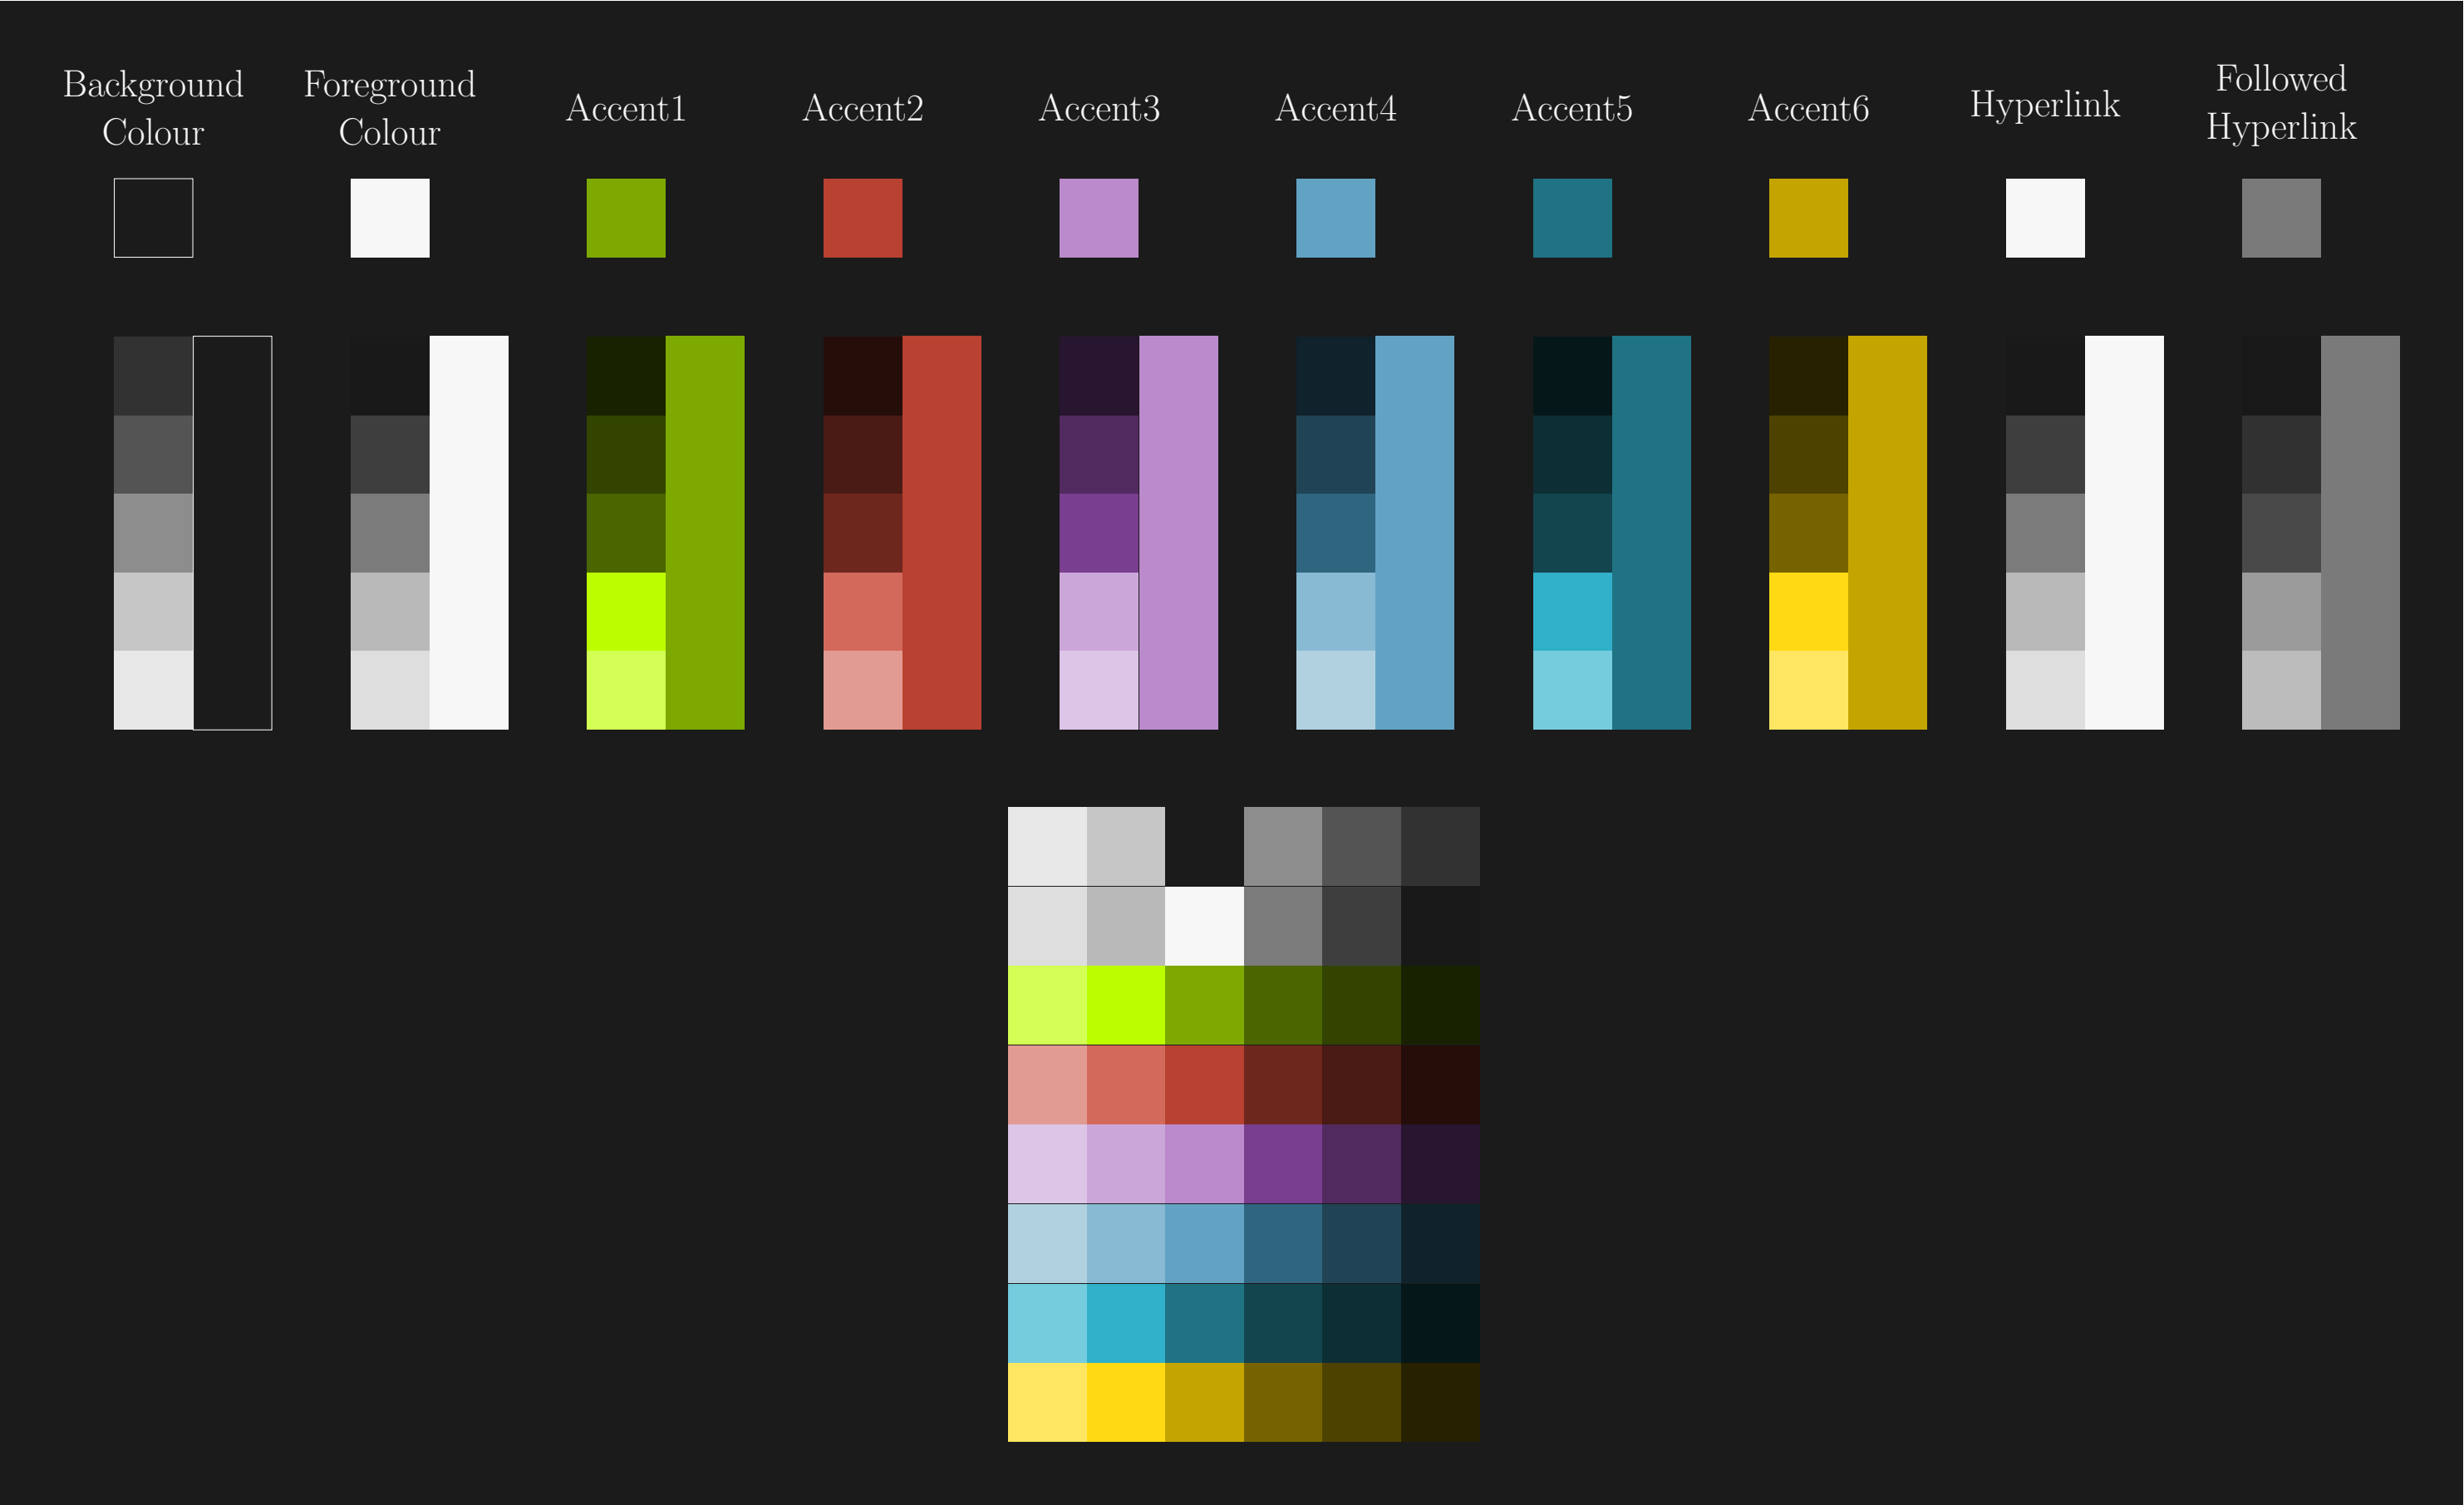 Background
Colour
Foreground
Colour
Accent1
Accent2
Accent3
Accent4
Accent5
Accent6
Hyperlink
Followed
Hyperlink